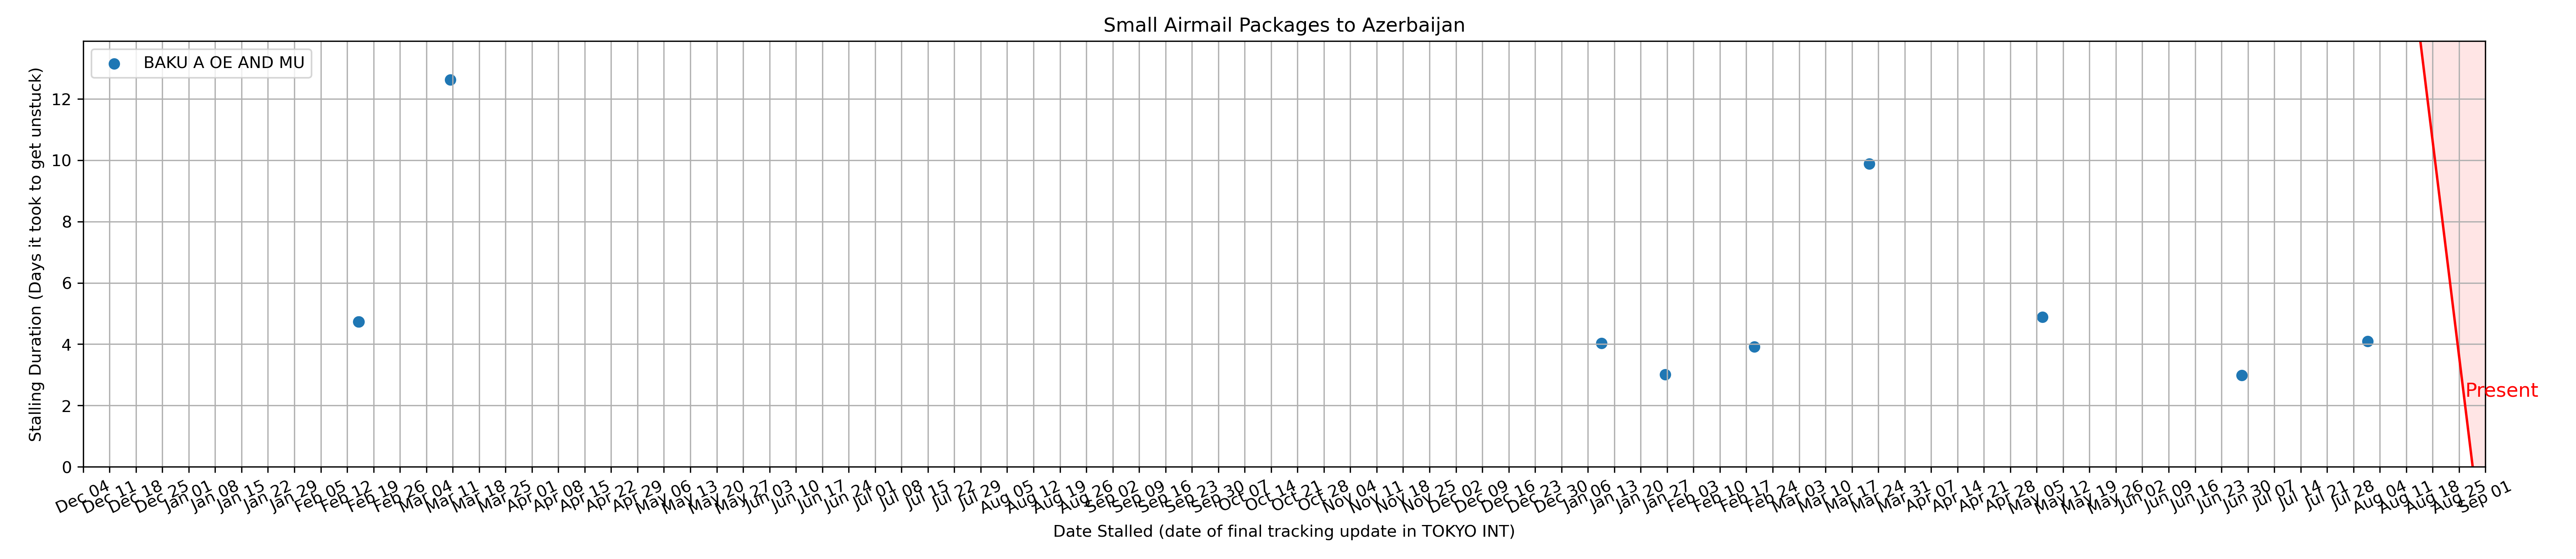 Small Airmail Packages to Azerbaijan
BAKU A OE AND MU
Stalling Duration (Days it took to get unstuck)
12
10
8
6
4
2
0
Present
Dec 04
Dec 11
Dec 18
Dec 25
Jan 01
Jan 08
Jan 15
Jan 22
Jan 29
Feb 05
Feb 12
Feb 19
Feb 26
Mar 04
Mar 11
Mar 18
Mar 25
Apr 01
Apr 08
Apr 15
Apr 22
Apr 29
May 06
May 13
May 20
May 27
Jun 03
Jun 10
Jun 17
Jun 24
Jul 01
Jul 08
Jul 15
Jul 22
Jul 29
Aug 05
Aug 12
Aug 19
Aug 26
Sep 02
Sep 09
Sep 16
Sep 23
Sep 30
Oct 07
Oct 14
Oct 21
Oct 28
Nov 04
Nov 11
Nov 18
Nov 25
Dec 02
Dec 09
Dec 16
Dec 23
Dec 30
Jan 06
Jan 13
Jan 20
Jan 27
Feb 03
Feb 10
Feb 17
Feb 24
Mar 03
Mar 10
Mar 17
Mar 24
Mar 31
Apr 07
Apr 14
Apr 21
Apr 28
May 05
May 12
May 19
May 26
Jun 02
Jun 09
Jun 16
Jun 23
Jun 30
Jul 07
Jul 14
Jul 21
Jul 28
Aug 04
Aug 11
Aug 18
Aug 25
Sep 01
Date Stalled (date of final tracking update in TOKYO INT)